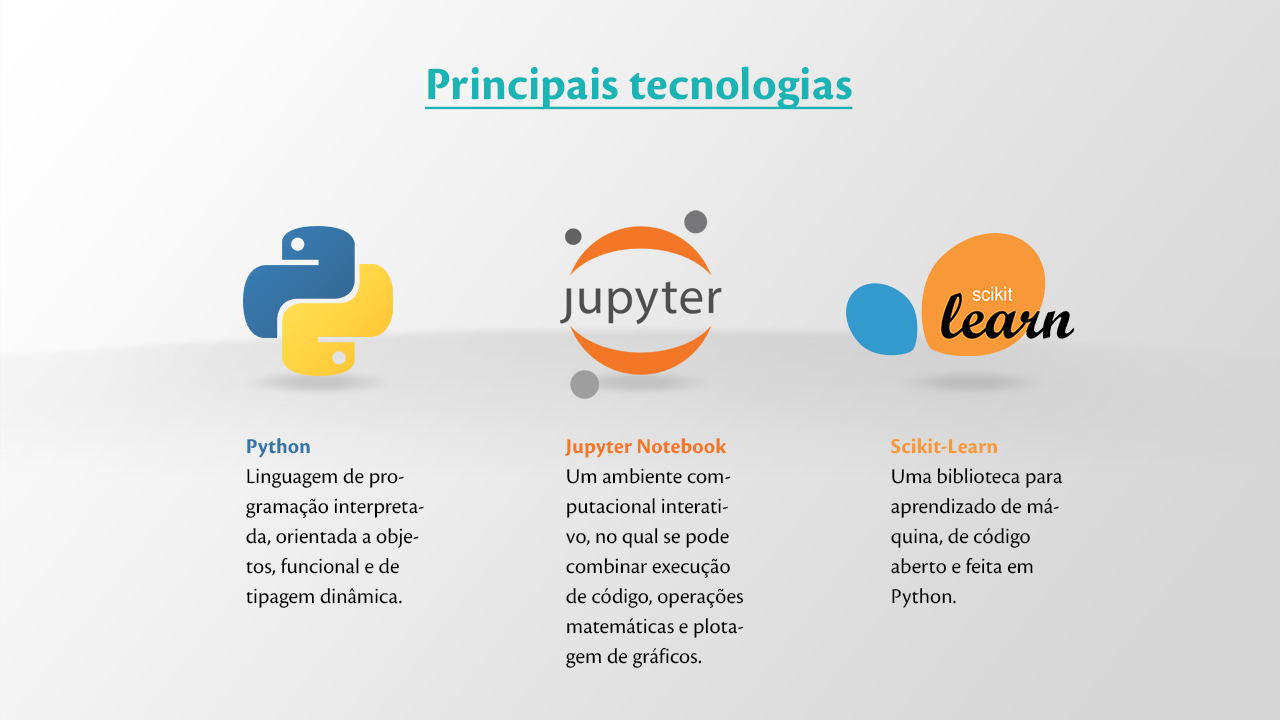 Principais tecnologias
jupyter
scikit
learn
Python
Linguagem de pro-
gramação interpreta-
da, orientada a obje-
tos, funcional e de
tipagem dinâmica.
Jupyter Notebook
Um ambiente com-
putacional interati-
vo, no qual se pode
combinar execução
de código, operações
matemáticas e plota-
gem de gráficos.
Scikit-Learn
Uma biblioteca para
aprendizado de má-
quina, de código
aberto e feita em
Python.